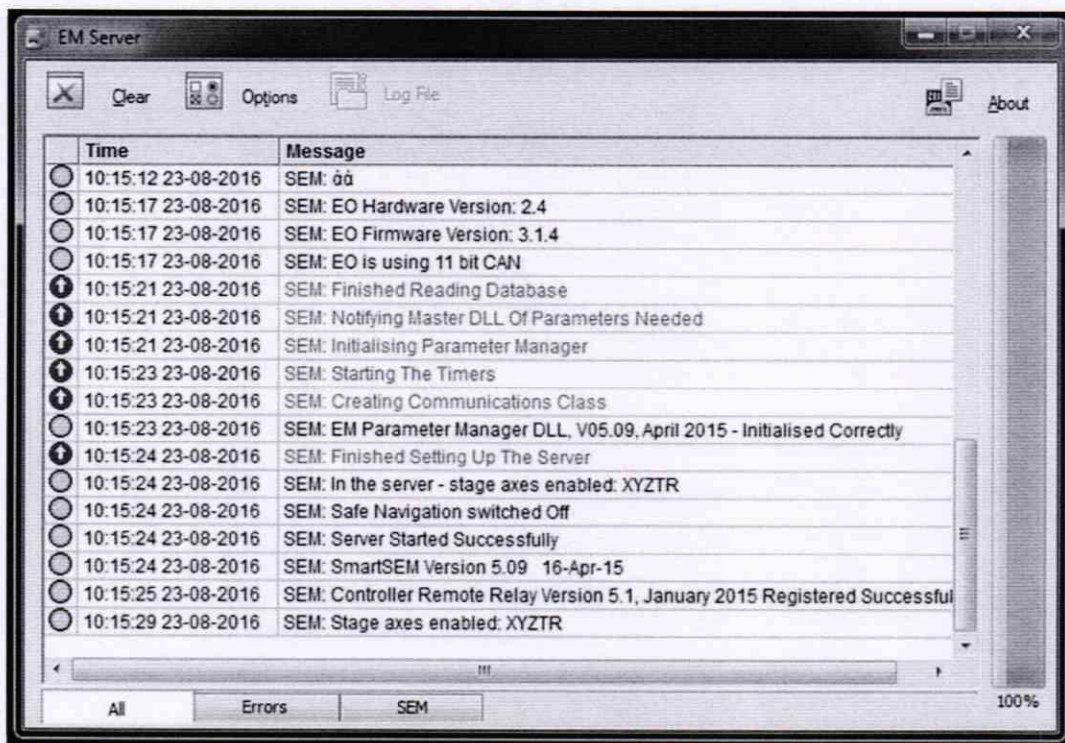 EM Server
Clear Options Log File About
Time Message
10:15:12 23-08-2016 SEM: áá
10:15:17 23-08-2016 SEM: EO Hardware Version: 2.4
10:15:17 23-08-2016 SEM: EO Firmware Version: 3.1.4
10:15:17 23-08-2016 SEM: EO is using 11 bit CAN
10:15:21 23-08-2016 SEM: Finished Reading Database
10:15:21 23-08-2016 SEM: Notifying Master DLL Of Parameters Needed
10:15:21 23-08-2016 SEM: Initialising Parameter Manager
10:15:23 23-08-2016 SEM: Starting The Timers
10:15:23 23-08-2016 SEM: Creating Communications Class
10:15:23 23-08-2016 SEM: EM Parameter Manager DLL, V05.09, April 2015 - Initialised Correctly
10:15:24 23-08-2016 SEM: Finished Setting Up The Server
10:15:24 23-08-2016 SEM: In the server - stage axes enabled: XYZTR
10:15:24 23-08-2016 SEM: Safe Navigation switched Off
10:15:24 23-08-2016 SEM: Server Started Successfully
10:15:24 23-08-2016 SEM: SmartSEM Version 5.09 16-Apr-15
10:15:25 23-08-2016 SEM: Controller Remote Relay Version 5.1, January 2015 Registered Successful
10:15:29 23-08-2016 SEM: Stage axes enabled: XYZTR
All Errors SEM 100%